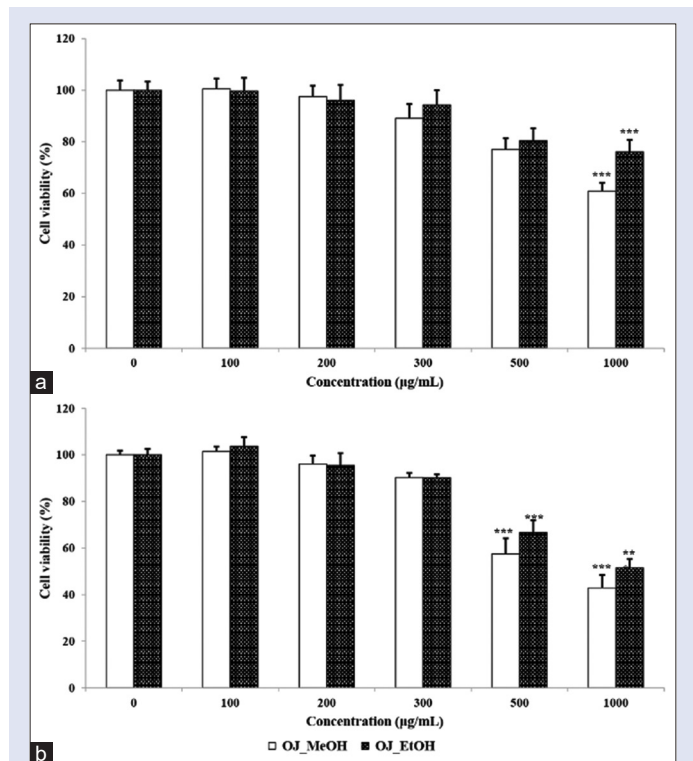 120
100
80
60
40
20
0
Cell viability (%)
***
***
0 100 200 300 500 1000
Concentration (µg/mL)
a
120
100
80
60
40
20
0
Cell viability (%)
***
***
***
**
0 100 200 300 500 1000
Concentration (µg/mL)
OJ_MeOH OJ_EtOH
b